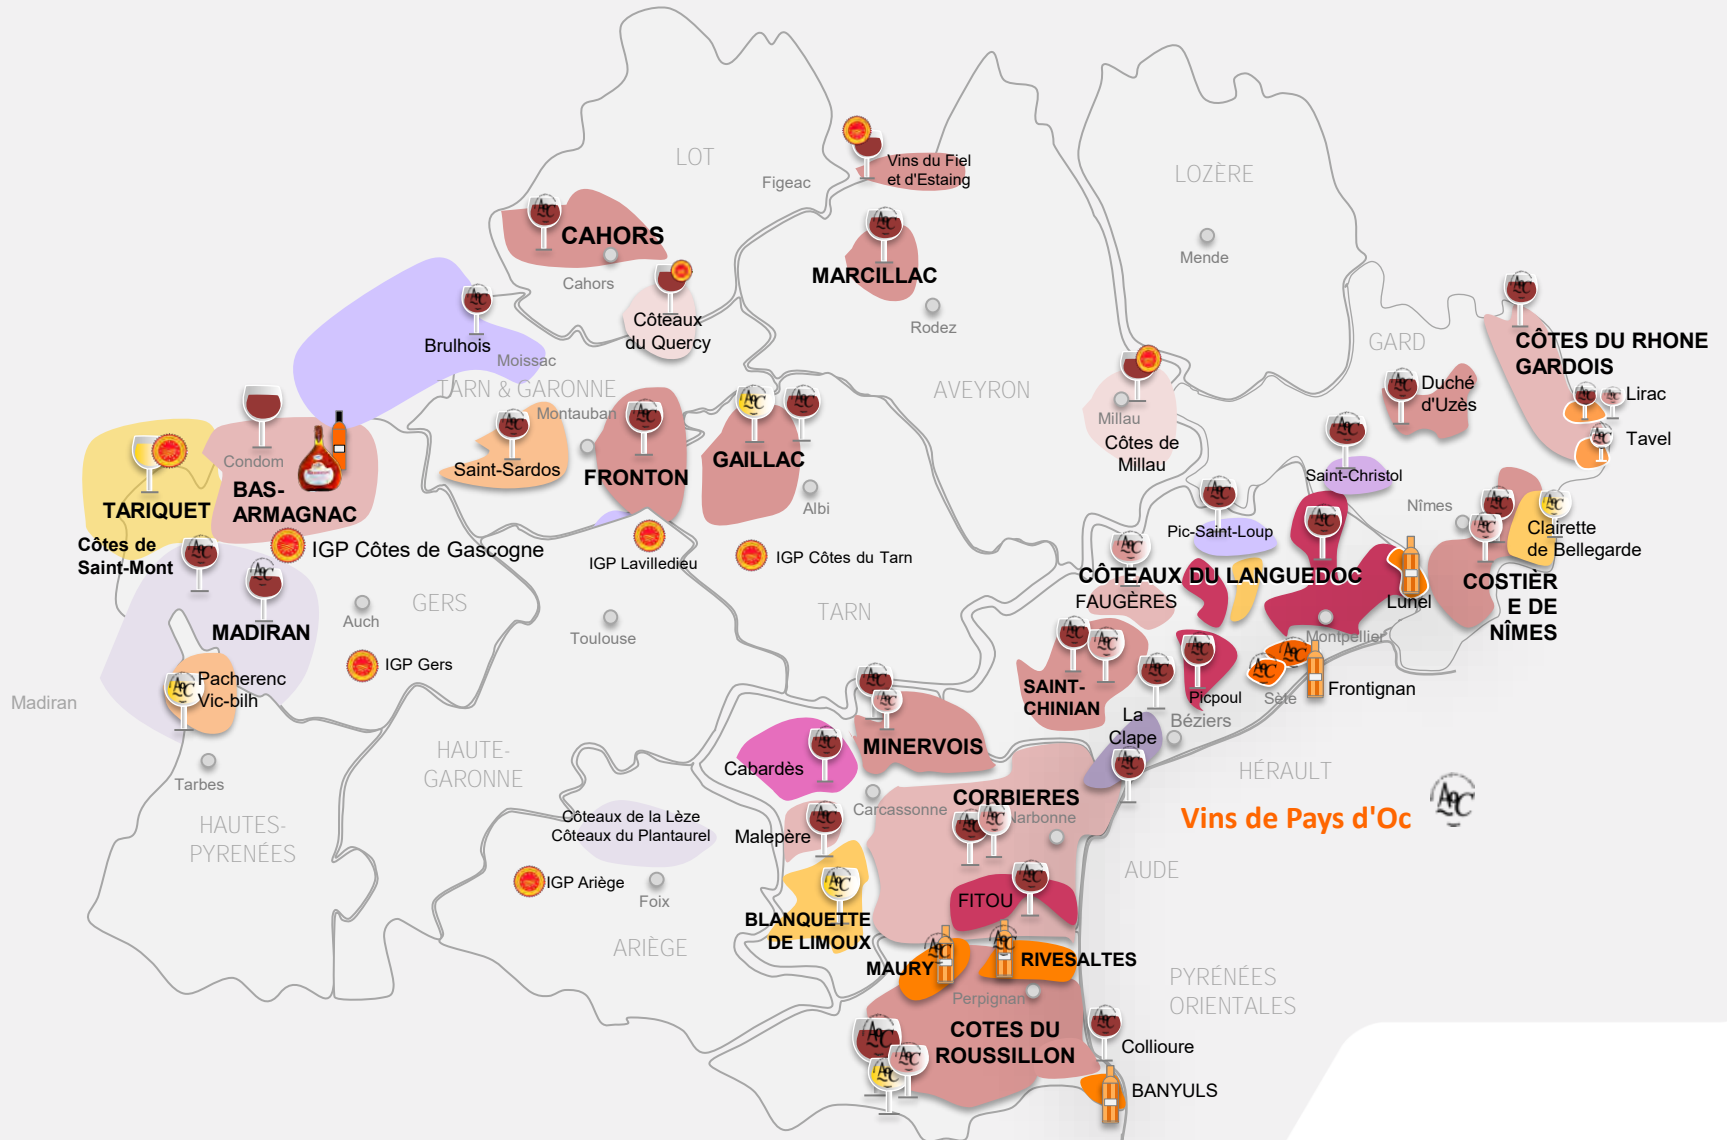 LOT
Figeac
Vins du Fiel
et d'Estaing
LOZÈRE
Mende
CAHORS
Cahors
MARCILLAC
Rodez
Côteaux
du Quercy
Brulhois
Moissac
TARN & GARONNE
Montauban
AVEYRON
GARD
CÔTES DU RHONE
GARDOIS
Lirac
Tavel
Duché
d'Uzès
Millau
Côtes de
Millau
Condom
TARIQUET
BAS-
ARMAGNAC
Saint-Sardos
FRONTON
GAILLAC
Albi
Saint-Christol
Nîmes
Clairette
de Bellegarde
Pic-Saint-Loup
Côtes de
Saint-Mont
IGP Côtes de Gascogne
IGP Lavilledieu
IGP Côtes du Tarn
CÔTEAUX DU LANGUEDOC
FAUGÈRES
Lunel
COSTIÈR
E DE
NÎMES
GERS
Auch
MADIRAN
Toulouse
TARN
Montpellier
IGP Gers
Pacherenc
Vic-bilh
Madiran
SAINT-
CHINIAN
Picpoul
Sète
Frontignan
La
Clape
Béziers
Tarbes
HAUTE-
GARONNE
MINERVOIS
Cabardès
HÉRAULT
Carcassonne
CORBIERES
Narbonne
Vins de Pays d'Oc
AOC
HAUTES-
PYRENÉES
Côteaux de la Lèze
Côteaux du Plantaurel
Malepère
IGP Ariège
Foix
AUDE
FITOU
BLANQUETTE
DE LIMOUX
ARIÈGE
MAURY
RIVESALTES
Perpignan
PYRÉNÉES
ORIENTALES
COTES DU
ROUSSILLON
Collioure
BANYULS